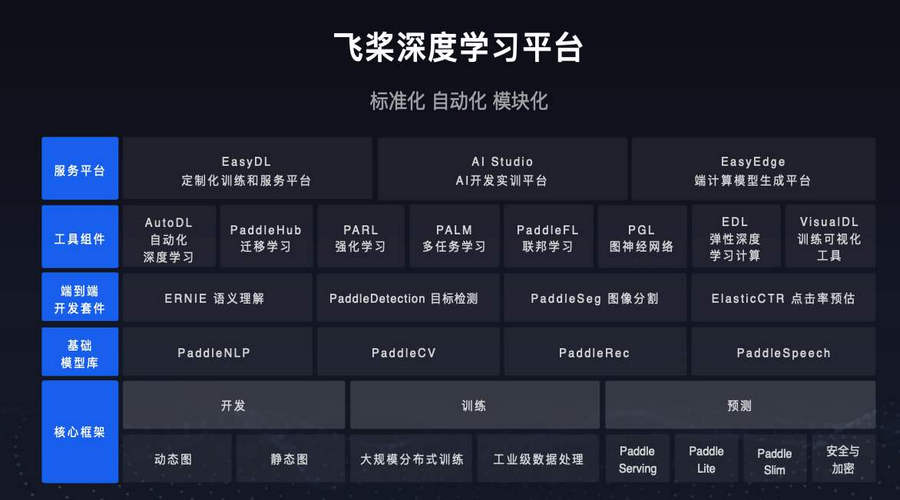 飞桨深度学习平台
标准化 自动化 模块化
服务平台
EasyDL
定制化训练和服务平台
AI Studio
AI开发实训平台
EasyEdge
端计算模型生成平台
工具组件
AutoDL
自动化
深度学习
PaddleHub
迁移学习
PARL
强化学习
PALM
多任务学习
PaddleFL
联邦学习
PGL
图神经网络
EDL
弹性深度
学习计算
VisualDL
训练可视化
工具
端到端
开发套件
ERNIE 语义理解
PaddleDetection 目标检测
PaddleSeg 图像分割
ElasticCTR 点击率预估
基础
模型库
PaddleNLP
PaddleCV
PaddleRec
PaddleSpeech
核心框架
开发
训练
预测
动态图
静态图
大规模分布式训练
工业级数据处理
Paddle
Serving
Paddle
Lite
Paddle
Slim
安全与
加密